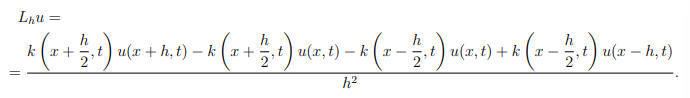 L_h u =
= \frac{k\left(x+\frac{h}{2},t\right)u(x+h,t)-k\left(x+\frac{h}{2},t\right)u(x,t)-k\left(x-\frac{h}{2},t\right)u(x,t)+k\left(x-\frac{h}{2},t\right)u(x-h,t)}{h^2}.